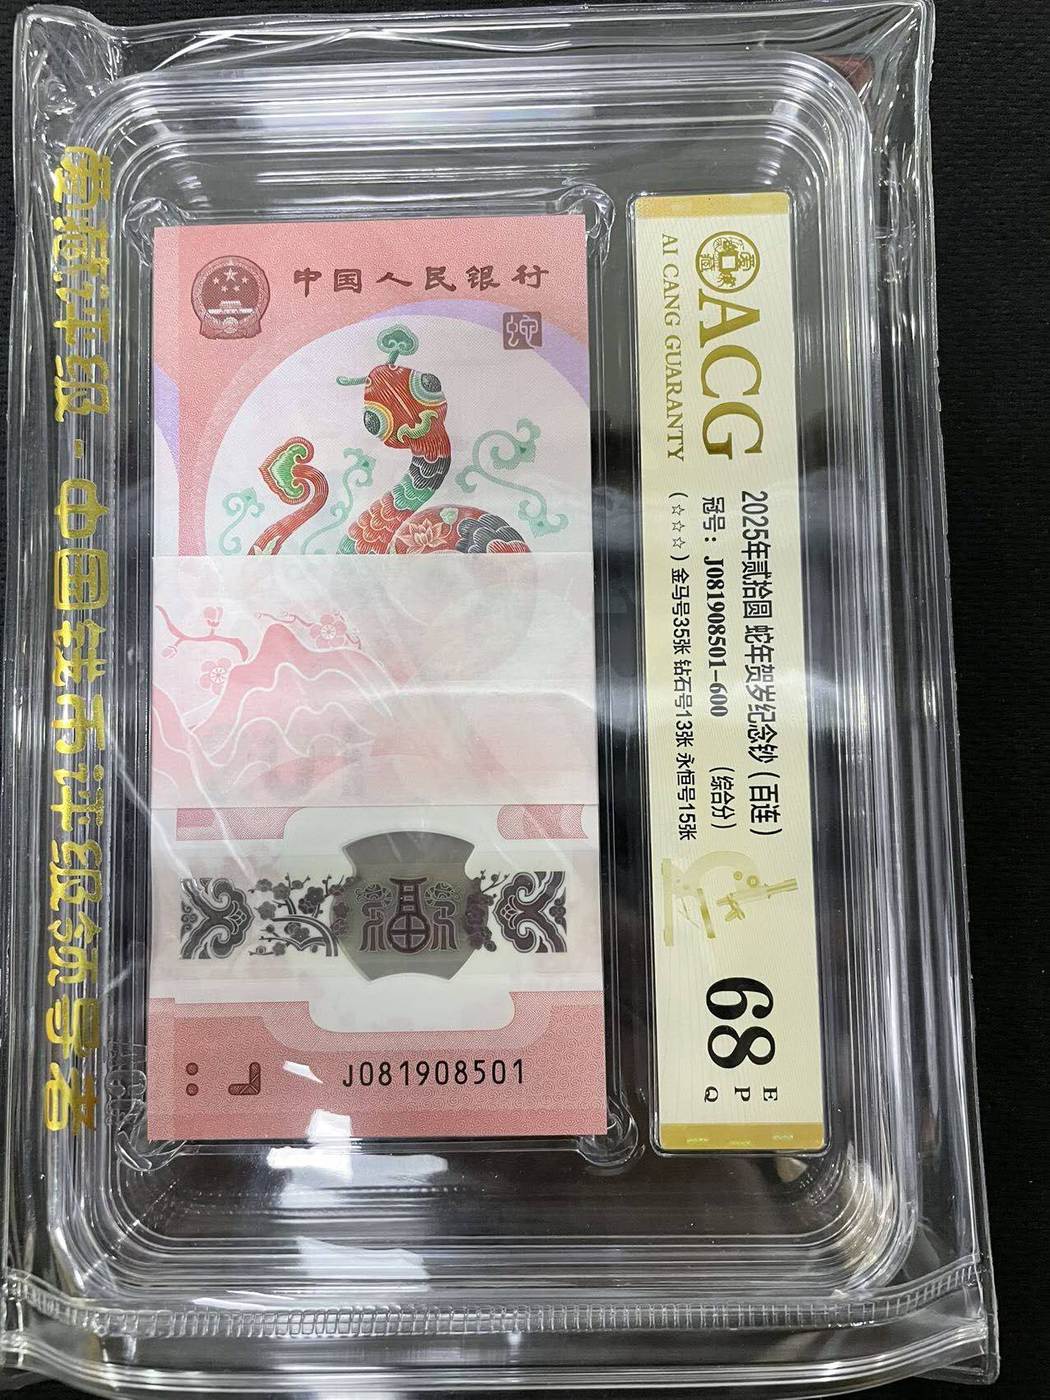 爱藏评级-中国钱币评级领导者
中国人民银行
蛇
福
J081908501
ACG
AI CANG GUARANTY
2025年贰拾圆 蛇年贺岁纪念钞（百连）
冠号：J081908501-600 （综合分）
（☆☆☆）金马号35张 钻石号13张 永恒号15张
68
E
P
Q